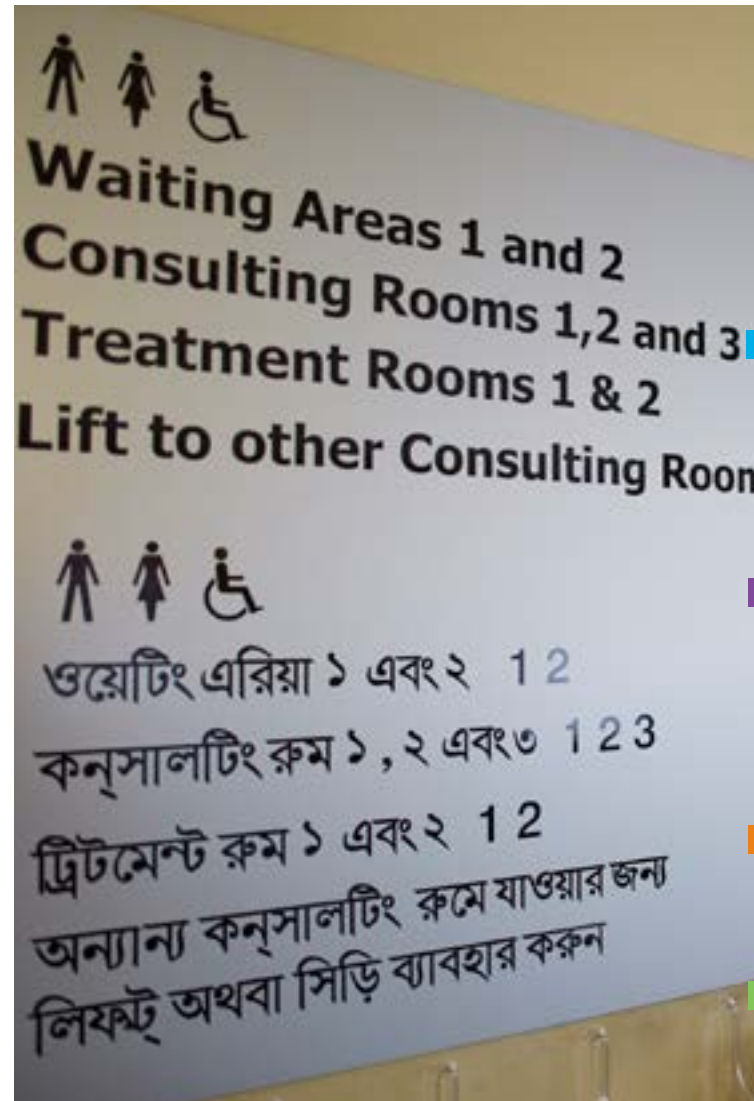 Waiting Areas 1 and 2
Consulting Rooms 1,2 and 3
Treatment Rooms 1 & 2
Lift to other Consulting Room
ওয়েটিং এরিয়া ১ এবং ২ 1 2
কন্‌সালটিং রুম ১, ২ এবং ৩ 1 2 3
ট্রিটমেন্ট রুম ১ এবং ২ 1 2
অন্যান্য কন্‌সালটিং রুমে যাওয়ার জন্য
লিফট্ অথবা সিড়ি ব্যাবহার করুন